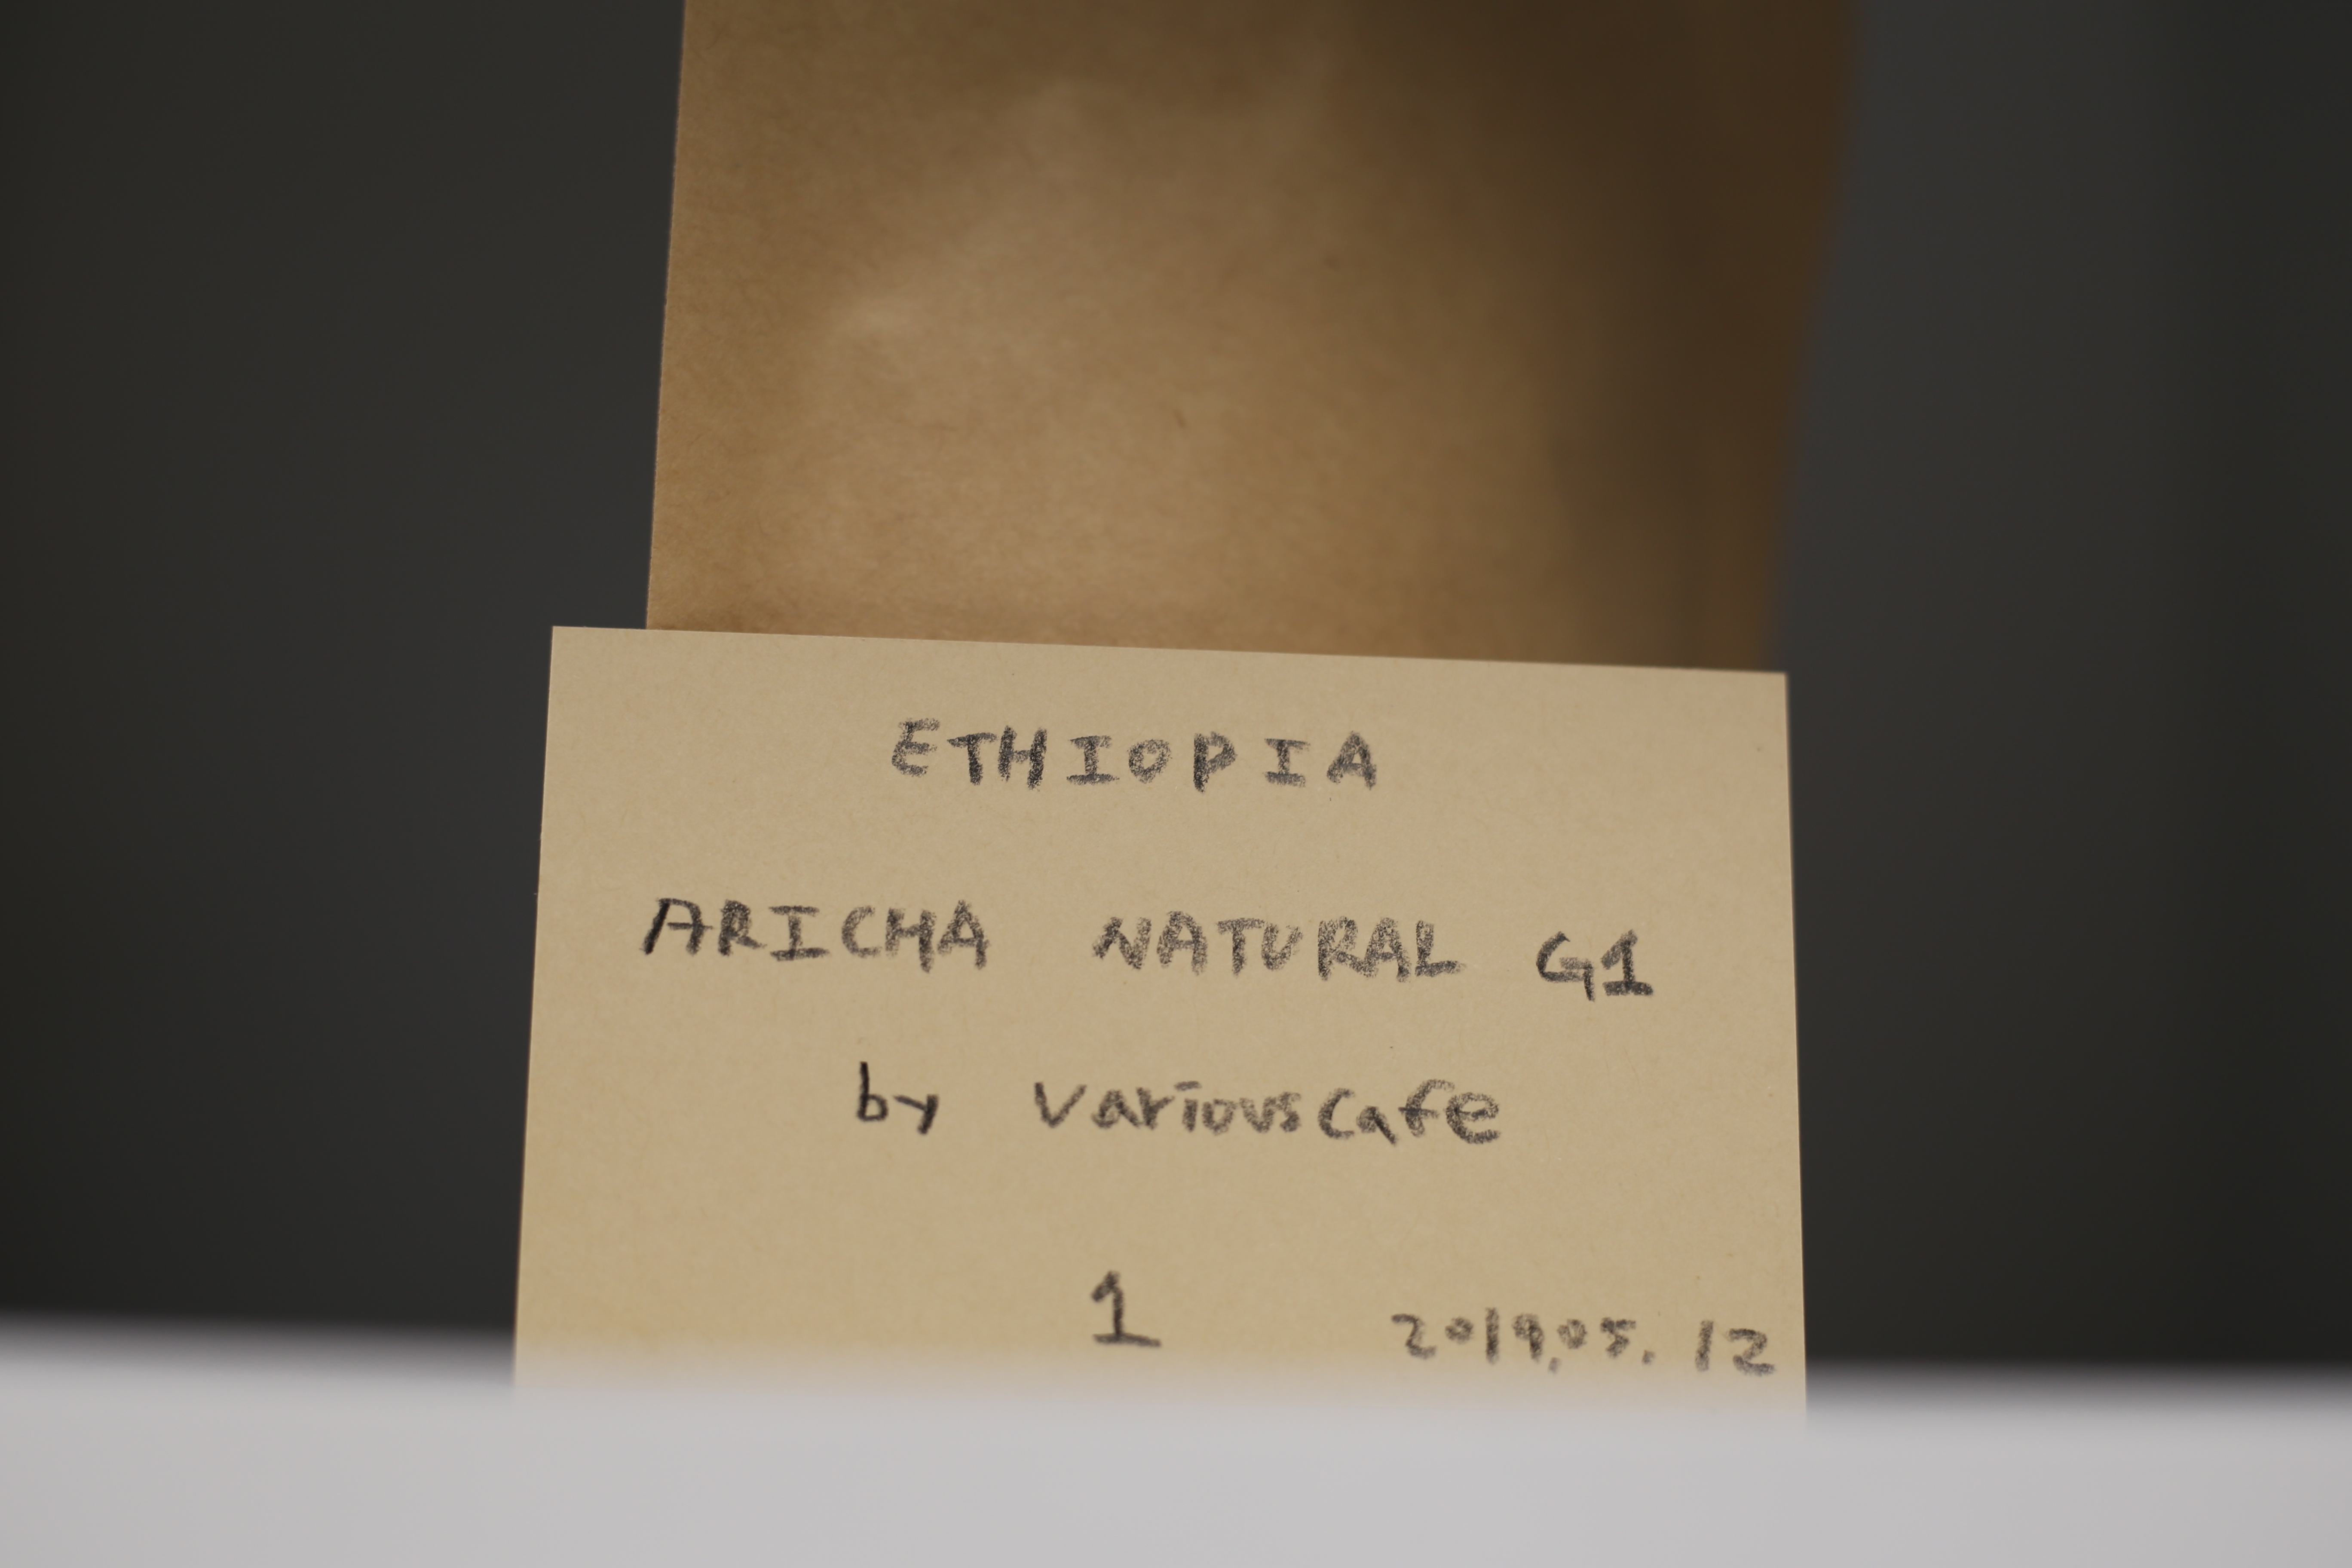 ETHIOPIA
ARICHA NATURAL G1
by variouscafe
1 2019.05.12